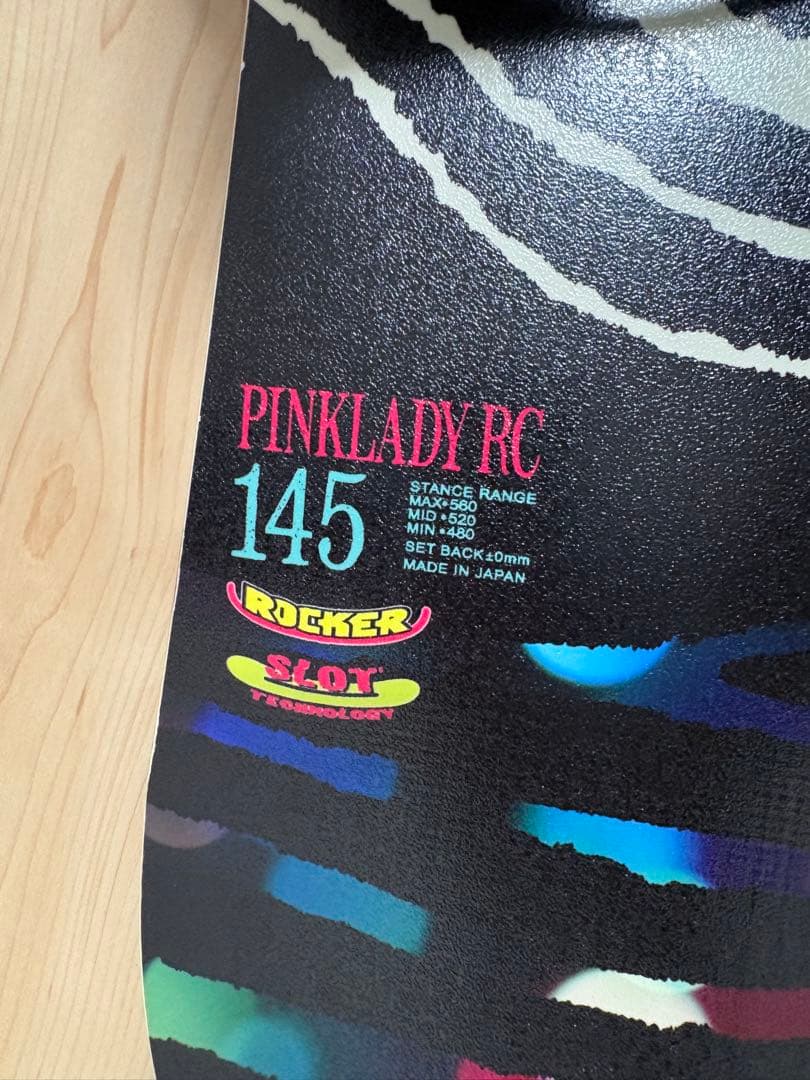 PINKLADY RC
145
STANCE RANGE
MAX•560
MID •520
MIN •480
SET BACK±0mm
MADE IN JAPAN
ROCKER
SLOT
TECHNOLOGY